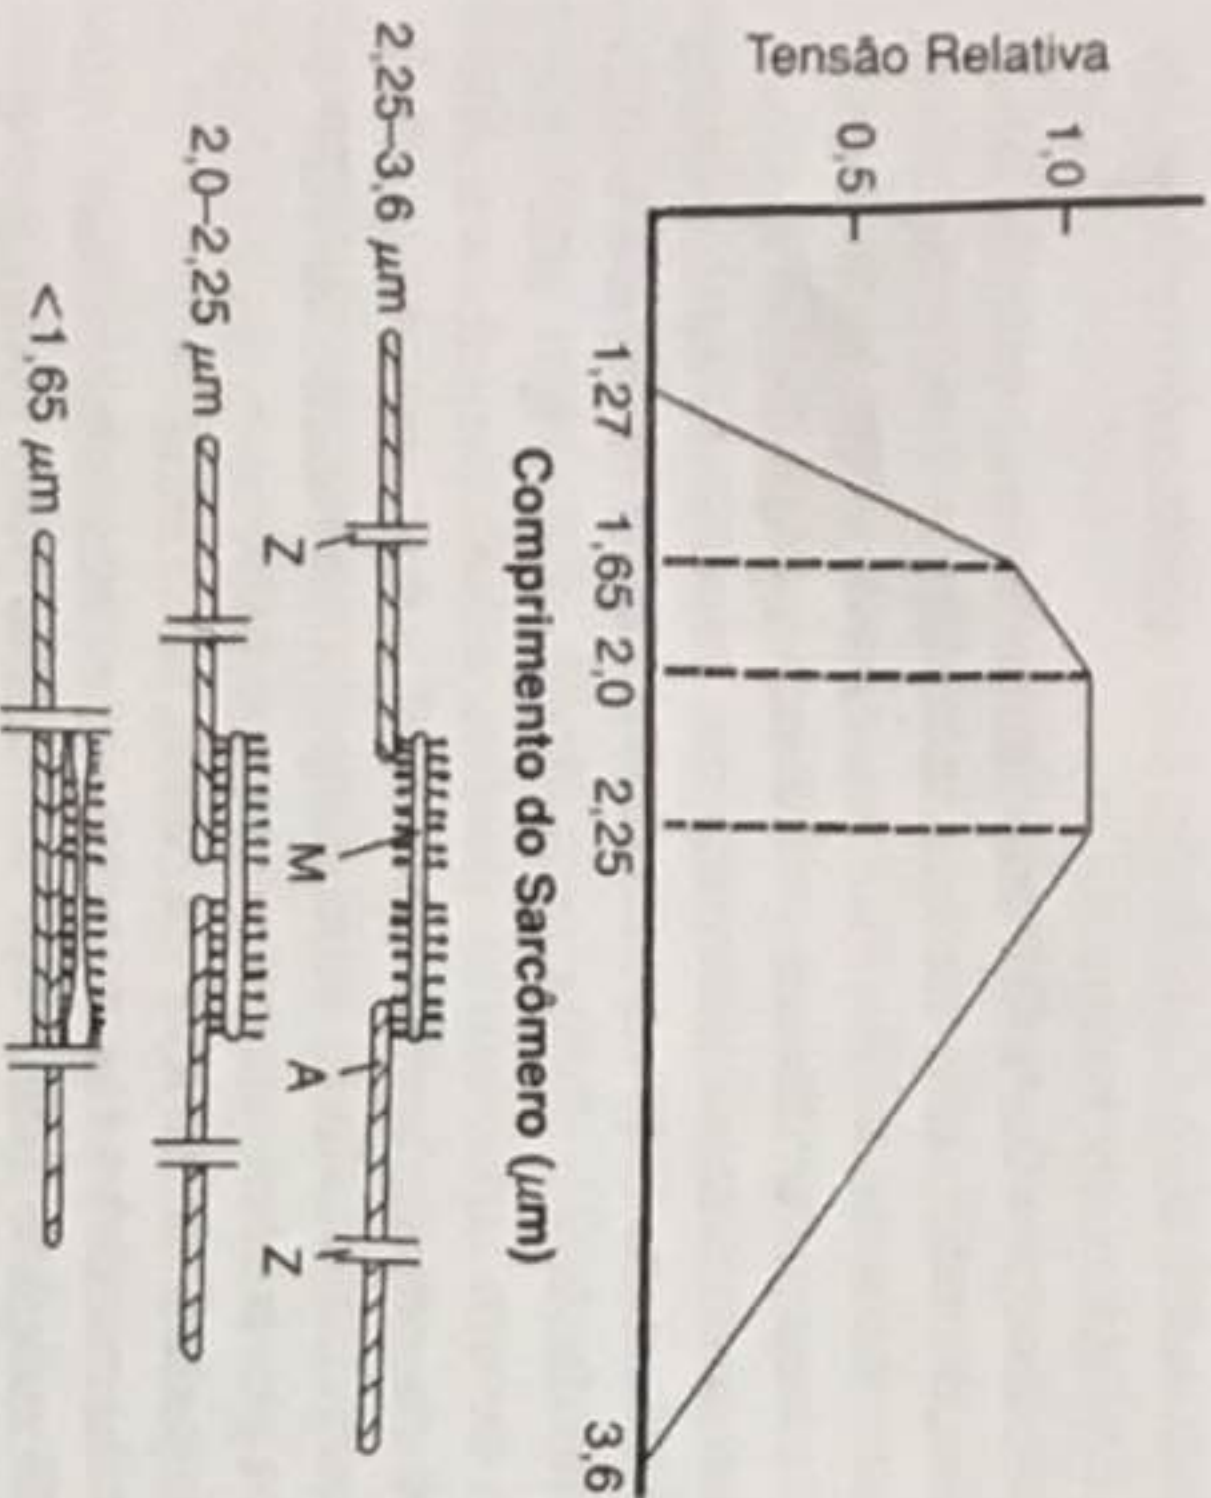 Tensão Relativa
1,0
0,5
1,27 1,65 2,0 2,25 3,6
Comprimento do Sarcômero (μm)
Z M A Z
2,25–3,6 μm
2,0–2,25 μm
<1,65 μm